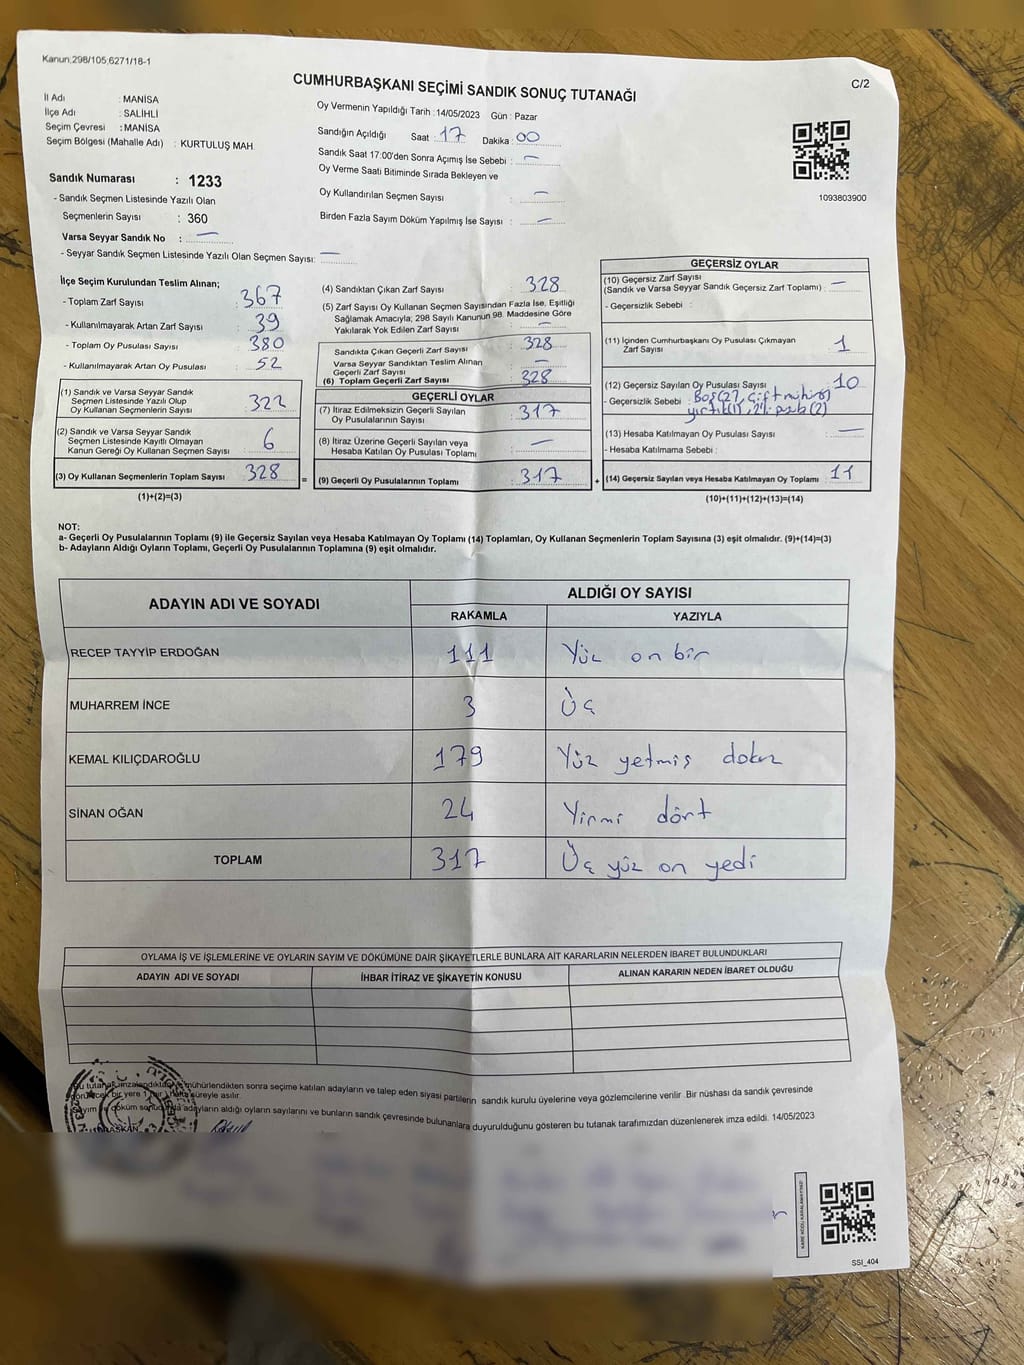 Kanun:298/105;6271/18-1
C/2
CUMHURBAŞKANI SEÇİMİ SANDIK SONUÇ TUTANAĞI
İl Adı : MANİSA
İlçe Adı : SALİHLİ
Seçim Çevresi : MANİSA
Seçim Bölgesi (Mahalle Adı) : KURTULUŞ MAH.
Sandık Numarası : 1233
- Sandık Seçmen Listesinde Yazılı Olan
Seçmenlerin Sayısı : 360
Varsa Seyyar Sandık No : —
- Seyyar Sandık Seçmen Listesinde Yazılı Olan Seçmen Sayısı: —
Oy Vermenin Yapıldığı Tarih :14/05/2023 Gün : Pazar
Sandığın Açıldığı Saat : 17 Dakika : 00
Sandık Saat 17:00'den Sonra Açımış İse Sebebi : —
Oy Verme Saati Bitiminde Sırada Bekleyen ve
Oy Kullandırılan Seçmen Sayısı : —
Birden Fazla Sayım Döküm Yapılmış İse Sayısı : —
1093803900
İlçe Seçim Kurulundan Teslim Alınan;
- Toplam Zarf Sayısı : 367
- Kullanılmayarak Artan Zarf Sayısı : 39
- Toplam Oy Pusulası Sayısı : 380
- Kullanılmayarak Artan Oy Pusulası : 52
(1) Sandık ve Varsa Seyyar Sandık
Seçmen Listesinde Yazılı Olup
Oy Kullanan Seçmenlerin Sayısı : 322
(2) Sandık ve Varsa Seyyar Sandık
Seçmen Listesinde Kayıtlı Olmayan
Kanun Gereği Oy Kullanan Seçmen Sayısı : 6
(3) Oy Kullanan Seçmenlerin Toplam Sayısı : 328
(1)+(2)=(3)
(4) Sandıktan Çıkan Zarf Sayısı : 328
(5) Zarf Sayısı Oy Kullanan Seçmen Sayısından Fazla İse, Eşitliği
Sağlamak Amacıyla; 298 Sayılı Kanunun 98. Maddesine Göre
Yakılarak Yok Edilen Zarf Sayısı : —
Sandıkta Çıkan Geçerli Zarf Sayısı : 328
Varsa Seyyar Sandıktan Teslim Alınan
Geçerli Zarf Sayısı : —
(6) Toplam Geçerli Zarf Sayısı : 328
GEÇERLİ OYLAR
(7) İtiraz Edilmeksizin Geçerli Sayılan
Oy Pusulalarının Sayısı : 317
(8) İtiraz Üzerine Geçerli Sayılan veya
Hesaba Katılan Oy Pusulası Toplamı : —
(9) Geçerli Oy Pusulalarının Toplamı : 317
GEÇERSİZ OYLAR
(10) Geçersiz Zarf Sayısı
(Sandık ve Varsa Seyyar Sandık Geçersiz Zarf Toplamı) : —
- Geçersizlik Sebebi :
(11) İçinden Cumhurbaşkanı Oy Pusulası Çıkmayan
Zarf Sayısı : 1
(12) Geçersiz Sayılan Oy Pusulası Sayısı : 10
- Geçersizlik Sebebi : Boş(2), Çift mühür
yırtık(1)
(13) Hesaba Katılmayan Oy Pusulası Sayısı : —
- Hesaba Katılmama Sebebi :
(14) Geçersiz Sayılan veya Hesaba Katılmayan Oy Toplamı : 11
(10)+(11)+(12)+(13)=(14)
NOT:
a- Geçerli Oy Pusulalarının Toplamı (9) ile Geçersiz Sayılan veya Hesaba Katılmayan Oy Toplamı (14) Toplamları, Oy Kullanan Seçmenlerin Toplam Sayısına (3) eşit olmalıdır. (9)+(14)=(3)
b- Adayların Aldığı Oyların Toplamı, Geçerli Oy Pusulalarının Toplamına (9) eşit olmalıdır.
ADAYIN ADI VE SOYADI ALDIĞI OY SAYISI
RAKAMLA YAZIYLA
RECEP TAYYİP ERDOĞAN 111 Yüz on bir
MUHARREM İNCE 3 Üç
KEMAL KILIÇDAROĞLU 179 Yüz yetmiş dokuz
SİNAN OĞAN 24 Yirmi dört
TOPLAM 317 Üç yüz on yedi
OYLAMA İŞ VE İŞLEMLERİNE VE OYLARIN SAYIM VE DÖKÜMÜNE DAİR ŞİKAYETLERLE BUNLARA AİT KARARLARIN NELERDEN İBARET BULUNDUKLARI
ADAYIN ADI VE SOYADI İHBAR İTİRAZ VE ŞİKAYETİN KONUSU ALINAN KARARIN NEDEN İBARET OLDUĞU
mühürlendikten sonra seçime katılan adayların ve talep eden siyasi partilerin sandık kurulu üyelerine veya gözlemcilerine verilir. Bir nüshası da sandık çevresinde
süreyle asılır.
adayların aldığı oyların sayılarını ve bunların sandık çevresinde bulunanlara duyurulduğunu gösteren bu tutanak tarafımızdan düzenlenerek imza edildi. 14/05/2023
KARE KODU KARALAMAYINIZ!
SSI_404